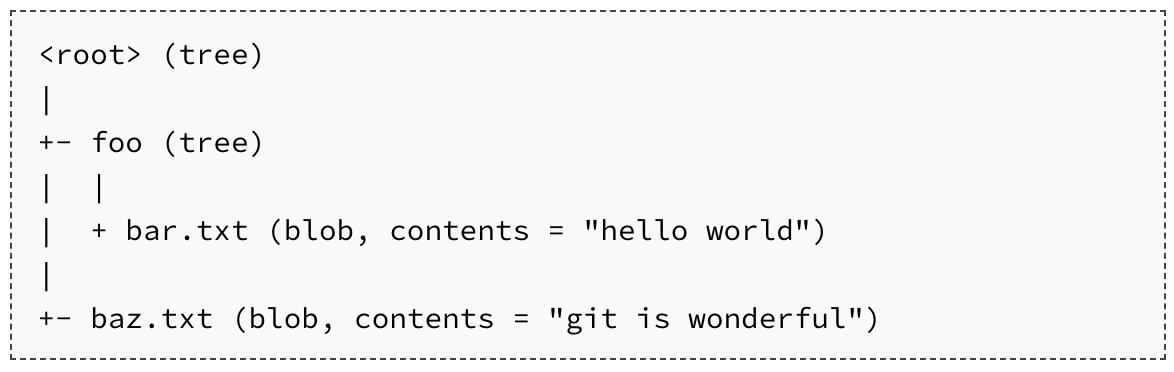 <root> (tree)
|
+- foo (tree)
|  |
|  + bar.txt (blob, contents = "hello world")
|
+- baz.txt (blob, contents = "git is wonderful")